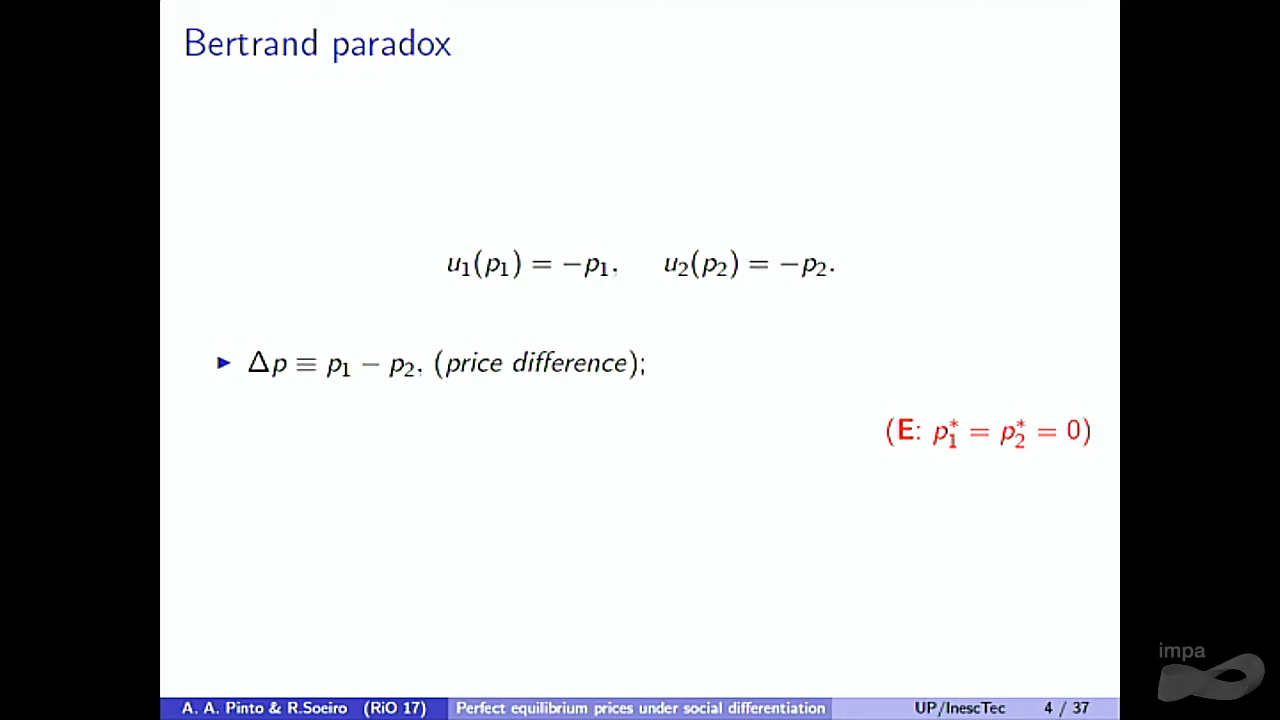 Bertrand paradox
u₁(p₁) = −p₁, u₂(p₂) = −p₂.
▶ Δp ≡ p₁ − p₂, (price difference);
(E: p₁* = p₂* = 0)
impa
A. A. Pinto & R.Soeiro (RiO 17) Perfect equilibrium prices under social differentiation UP/InescTec 4 / 37